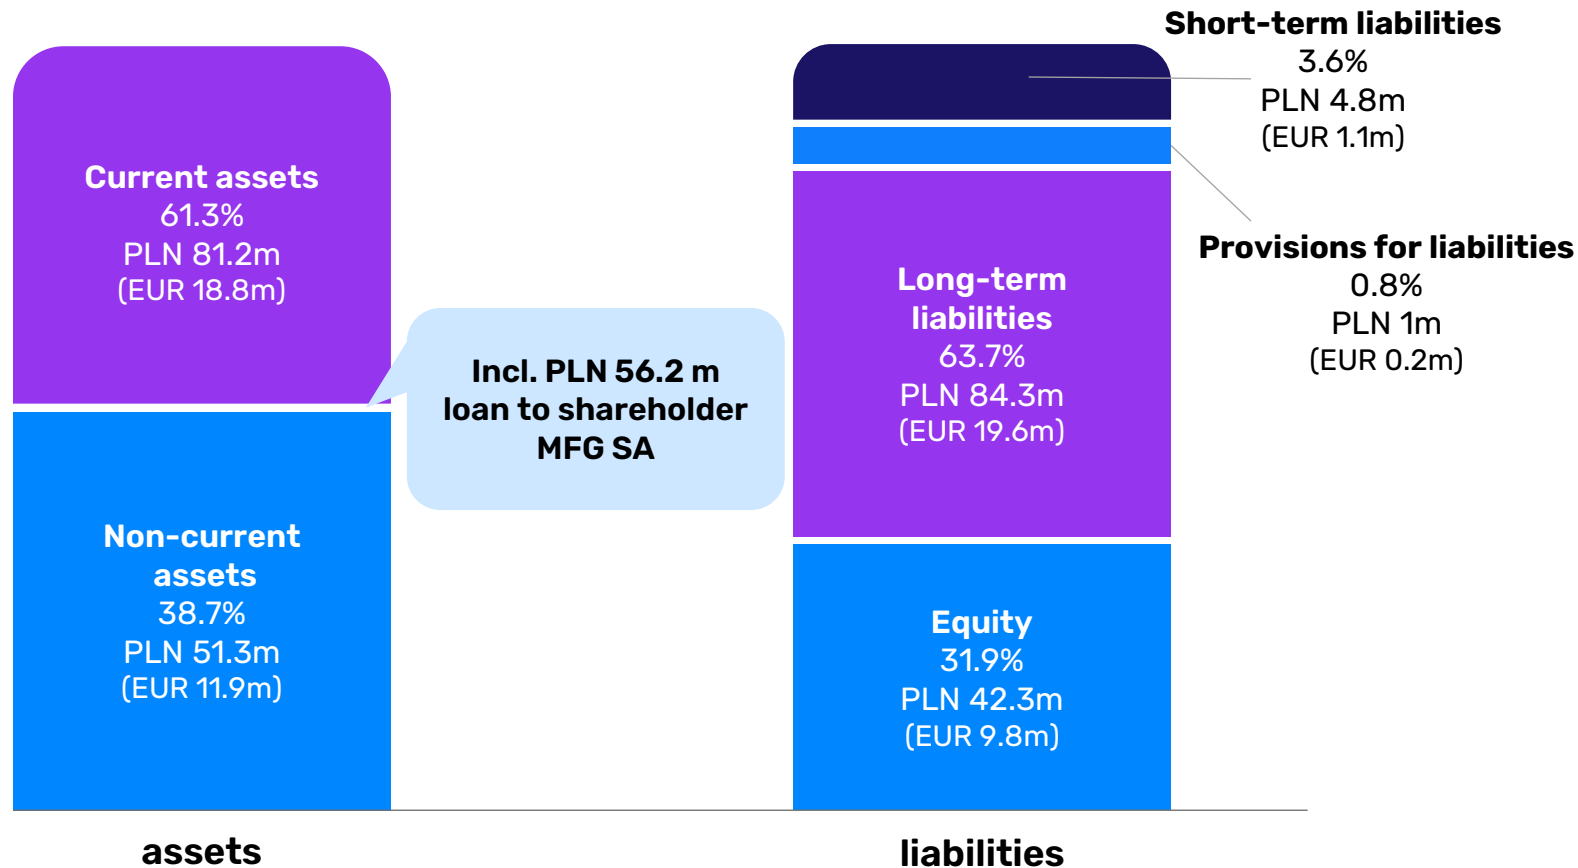 Current assets
61.3%
PLN 81.2m
(EUR 18.8m)
Non-current
assets
38.7%
PLN 51.3m
(EUR 11.9m)
assets
Incl. PLN 56.2 m
loan to shareholder
MFG SA
Short-term liabilities
3.6%
PLN 4.8m
(EUR 1.1m)
Provisions for liabilities
0.8%
PLN 1m
(EUR 0.2m)
Long-term
liabilities
63.7%
PLN 84.3m
(EUR 19.6m)
Equity
31.9%
PLN 42.3m
(EUR 9.8m)
liabilities